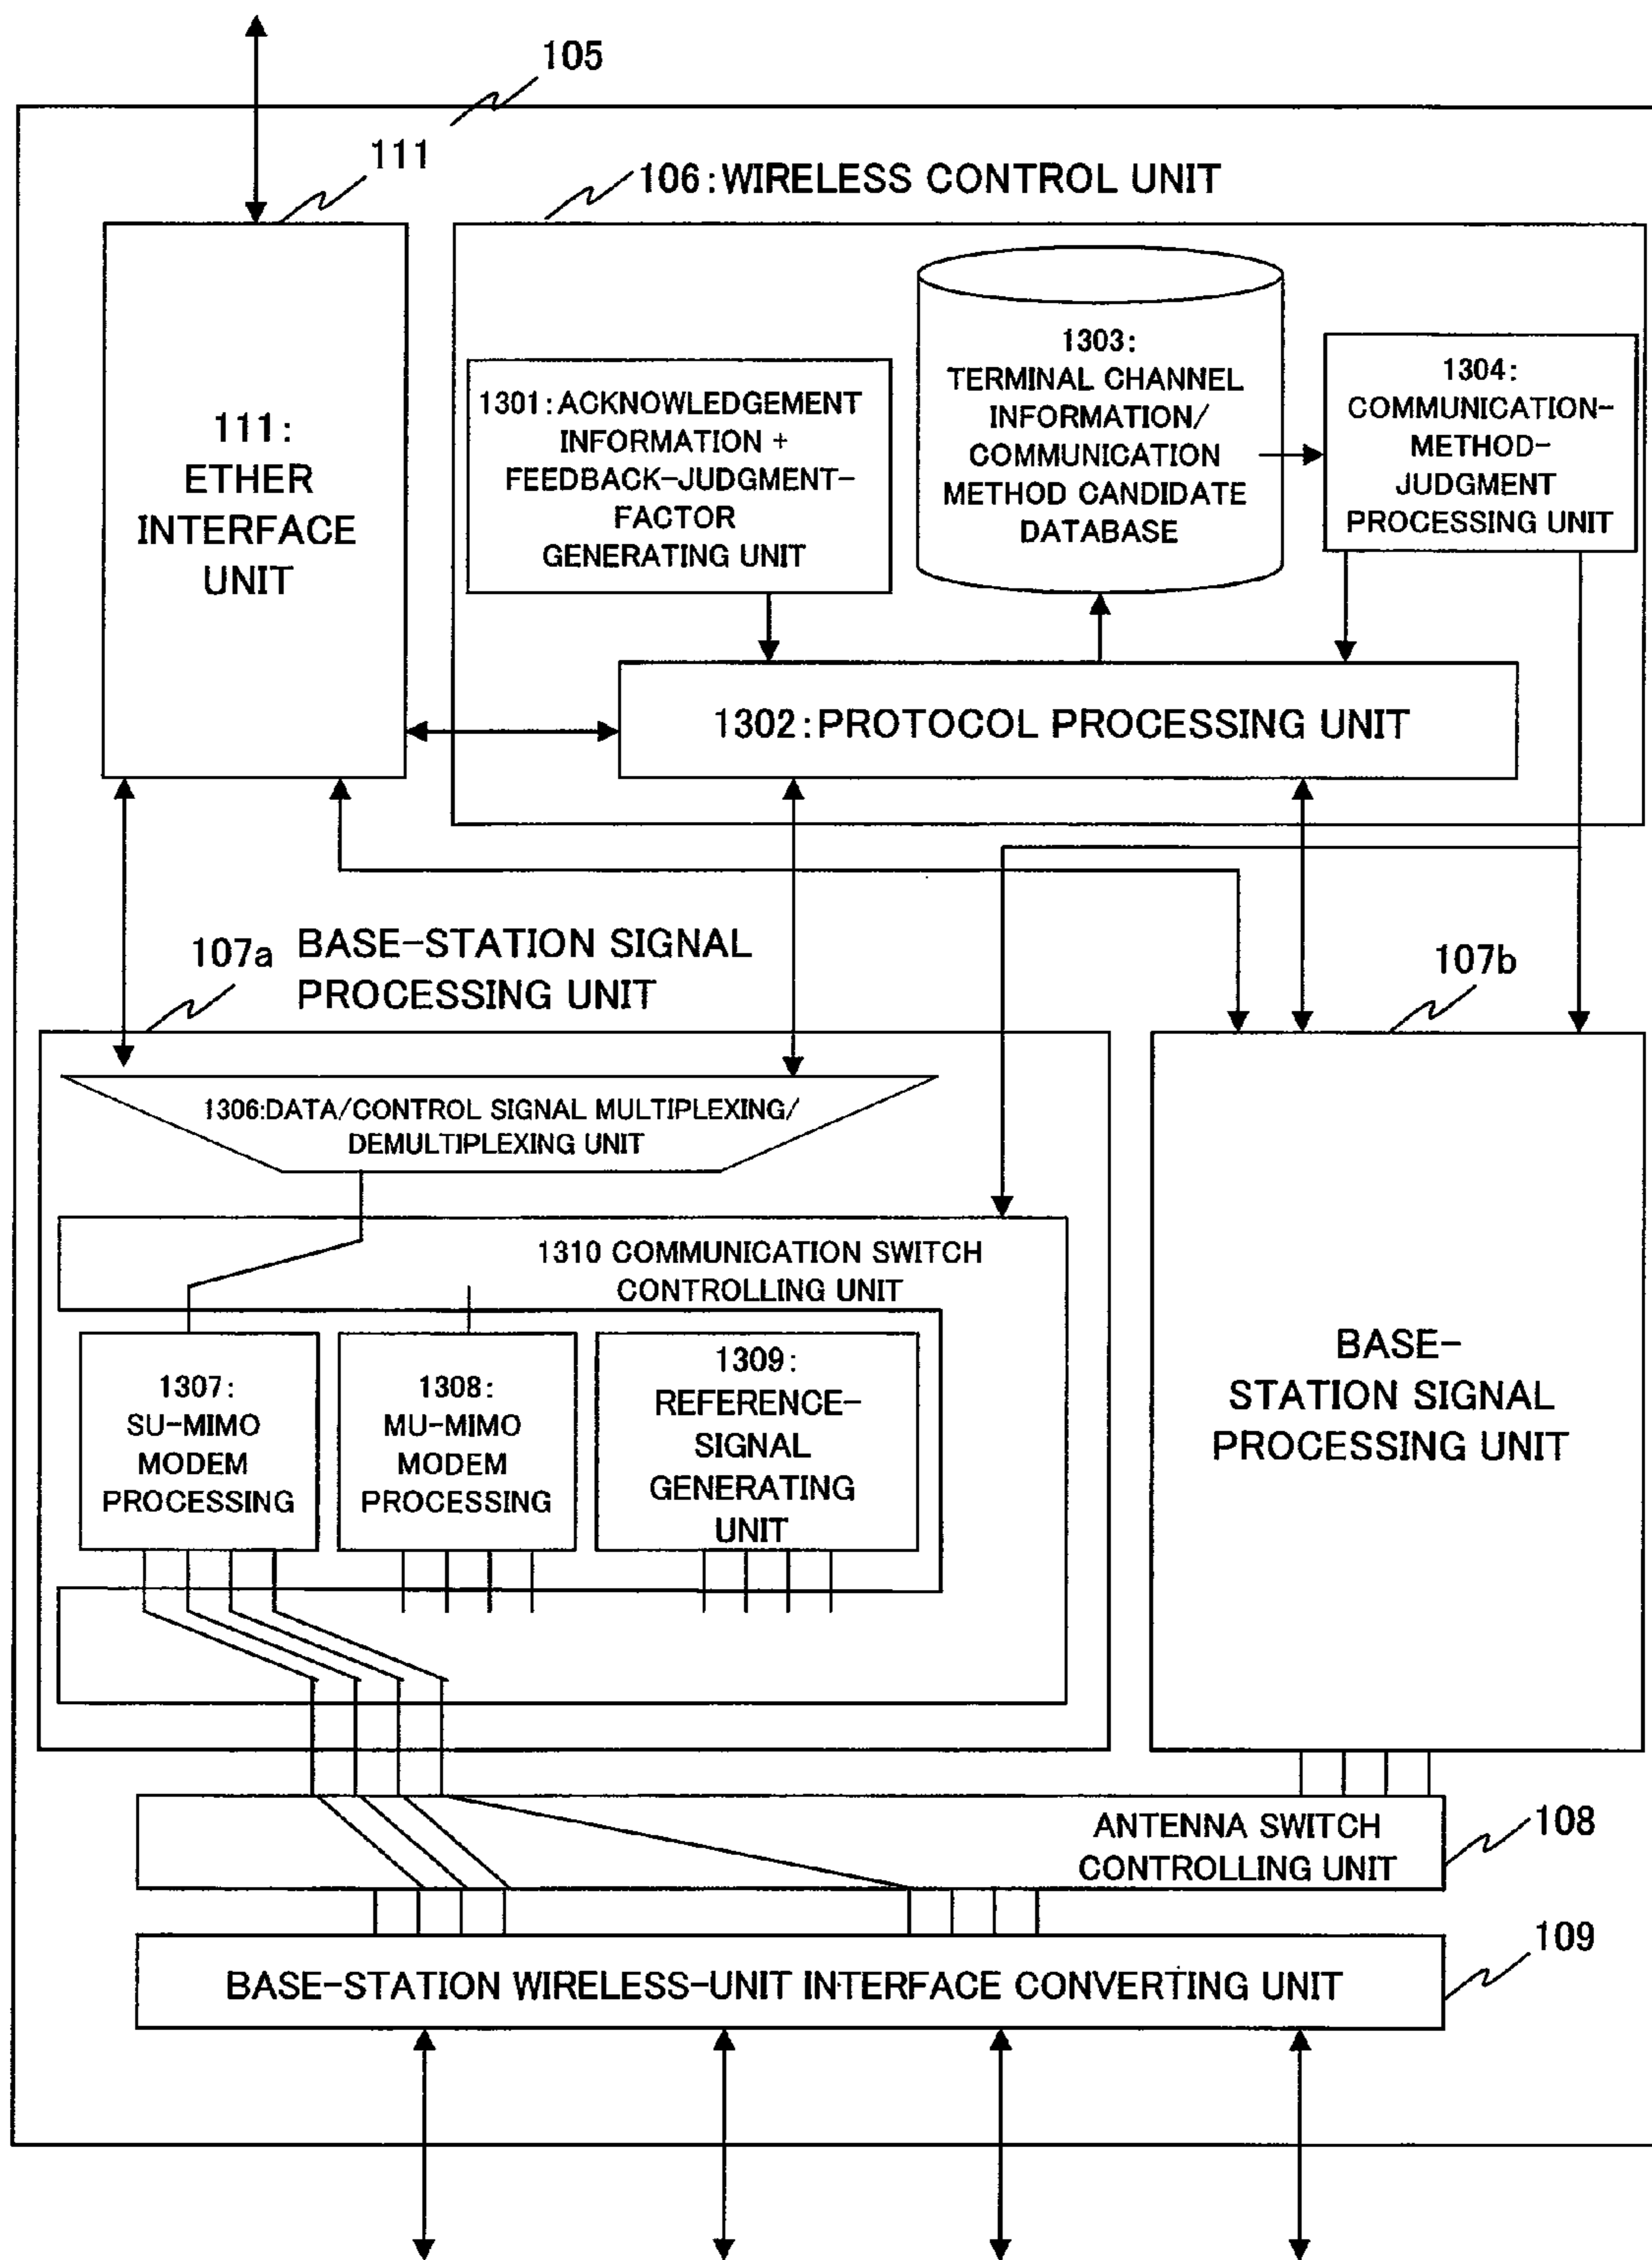 105
111
106:WIRELESS CONTROL UNIT
111:
ETHER
INTERFACE
UNIT
1301:ACKNOWLEDGEMENT
INFORMATION +
FEEDBACK-JUDGMENT-
FACTOR
GENERATING UNIT
1303:
TERMINAL CHANNEL
INFORMATION/
COMMUNICATION
METHOD CANDIDATE
DATABASE
1304:
COMMUNICATION-
METHOD-
JUDGMENT
PROCESSING UNIT
1302:PROTOCOL PROCESSING UNIT
107a
BASE-STATION SIGNAL
PROCESSING UNIT
107b
1306:DATA/CONTROL SIGNAL MULTIPLEXING/
DEMULTIPLEXING UNIT
1310 COMMUNICATION SWITCH
CONTROLLING UNIT
1307:
SU-MIMO
MODEM
PROCESSING
1308:
MU-MIMO
MODEM
PROCESSING
1309:
REFERENCE-
SIGNAL
GENERATING
UNIT
BASE-
STATION SIGNAL
PROCESSING UNIT
ANTENNA SWITCH
CONTROLLING UNIT
108
BASE-STATION WIRELESS-UNIT INTERFACE CONVERTING UNIT
109